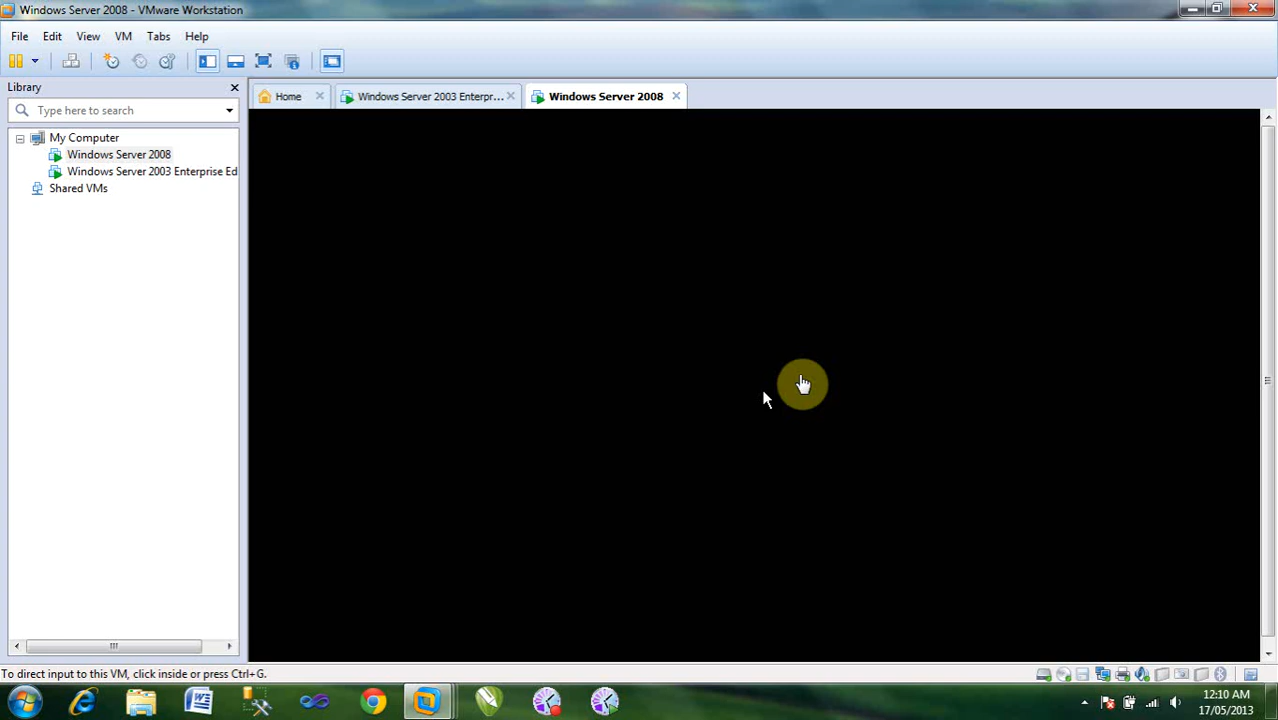 Windows Server 2008 - VMware Workstation
File Edit View VM Tabs Help
Library
Home
Windows Server 2003 Enterpr...
Windows Server 2008
Type here to search
My Computer
Windows Server 2008
Windows Server 2003 Enterprise Ed
Shared VMs
To direct input to this VM, click inside or press Ctrl+G.
12:10 AM
17/05/2013